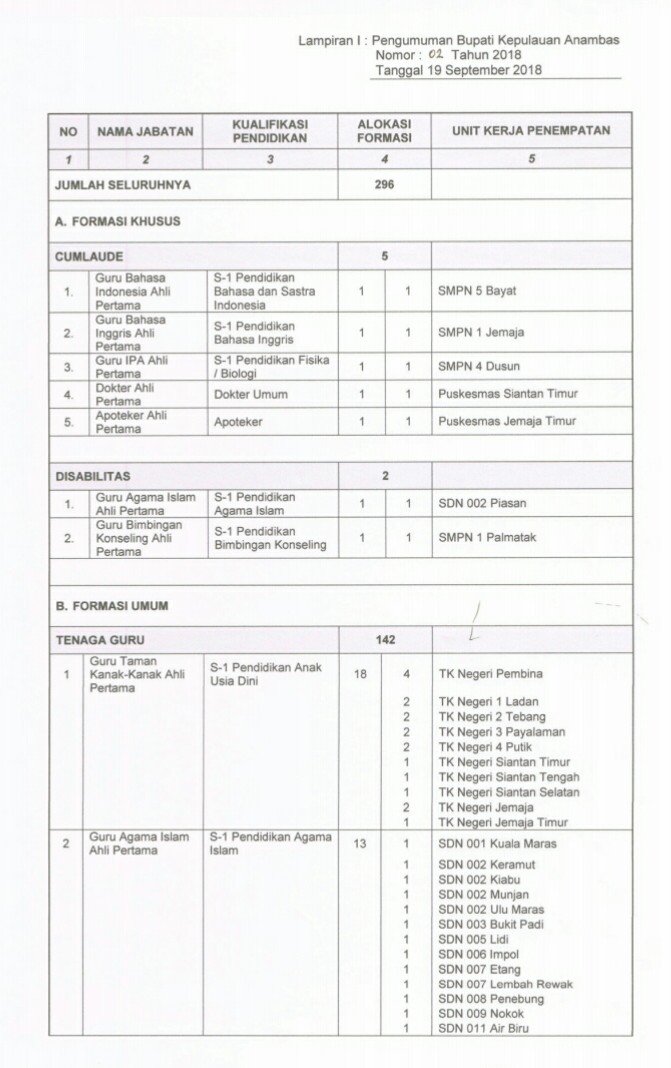 Lampiran I : Pengumuman Bupati Kepulauan Anambas
Nomor : 02 Tahun 2018
Tanggal 19 September 2018
NO NAMA JABATAN KUALIFIKASI PENDIDIKAN ALOKASI FORMASI UNIT KERJA PENEMPATAN
1 2 3 4 5
JUMLAH SELURUHNYA 296
A. FORMASI KHUSUS
CUMLAUDE 5
1. Guru Bahasa Indonesia Ahli Pertama S-1 Pendidikan Bahasa dan Sastra Indonesia 1 1 SMPN 5 Bayat
2. Guru Bahasa Inggris Ahli Pertama S-1 Pendidikan Bahasa Inggris 1 1 SMPN 1 Jemaja
3. Guru IPA Ahli Pertama S-1 Pendidikan Fisika / Biologi 1 1 SMPN 4 Dusun
4. Dokter Ahli Pertama Dokter Umum 1 1 Puskesmas Siantan Timur
5. Apoteker Ahli Pertama Apoteker 1 1 Puskesmas Jemaja Timur
DISABILITAS 2
1. Guru Agama Islam Ahli Pertama S-1 Pendidikan Agama Islam 1 1 SDN 002 Piasan
2. Guru Bimbingan Konseling Ahli Pertama S-1 Pendidikan Bimbingan Konseling 1 1 SMPN 1 Palmatak
B. FORMASI UMUM
TENAGA GURU 142
1 Guru Taman Kanak-Kanak Ahli Pertama S-1 Pendidikan Anak Usia Dini 18 4 TK Negeri Pembina
2 TK Negeri 1 Ladan
2 TK Negeri 2 Tebang
2 TK Negeri 3 Payalaman
2 TK Negeri 4 Putik
1 TK Negeri Siantan Timur
1 TK Negeri Siantan Tengah
1 TK Negeri Siantan Selatan
2 TK Negeri Jemaja
1 TK Negeri Jemaja Timur
2 Guru Agama Islam Ahli Pertama S-1 Pendidikan Agama Islam 13 1 SDN 001 Kuala Maras
1 SDN 002 Keramut
1 SDN 002 Kiabu
1 SDN 002 Munjan
1 SDN 002 Ulu Maras
1 SDN 003 Bukit Padi
1 SDN 005 Lidi
1 SDN 006 Impol
1 SDN 007 Etang
1 SDN 007 Lembah Rewak
1 SDN 008 Penebung
1 SDN 009 Nokok
1 SDN 011 Air Biru